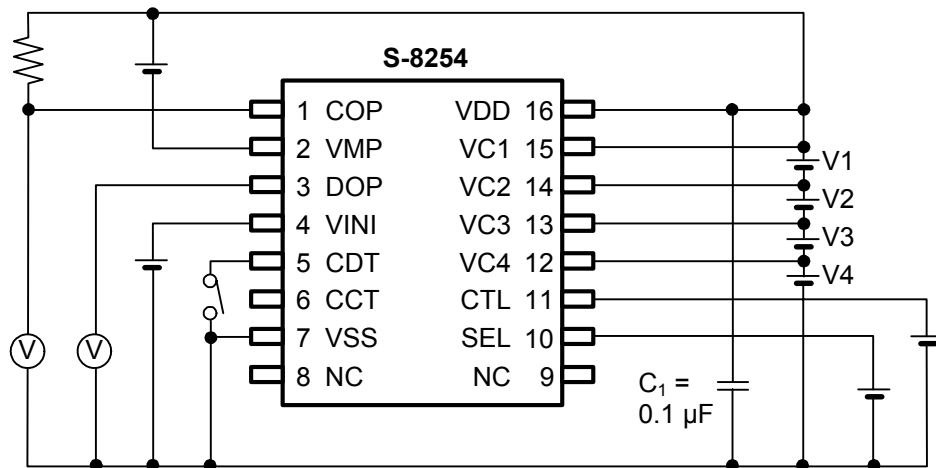 S-8254
1 COP VDD 16
2 VMP VC1 15
3 DOP VC2 14
4 VINI VC3 13
5 CDT VC4 12
6 CCT CTL 11
7 VSS SEL 10
8 NC NC 9
V1
V2
V3
V4
V
V
C₁ =
0.1 µF